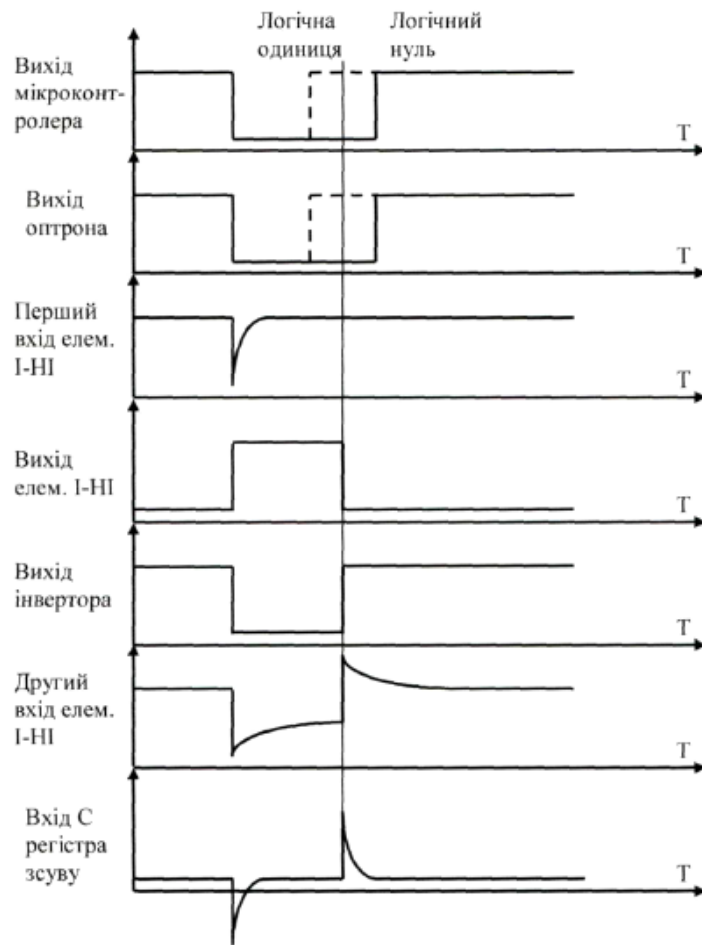 Логічна
одиниця
Логічний
нуль
Вихід
мікроконт-
ролера
T
Вихід
оптрона
T
Перший
вхід елем.
І-НІ
T
Вихід
елем. І-НІ
T
Вихід
інвертора
T
Другий
вхід елем.
І-НІ
T
Вхід С
регістра
зсуву
T